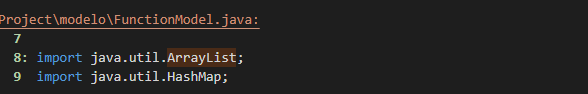 Project\modelo\FunctionModel.java:
7
8: import java.util.ArrayList;
9 import java.util.HashMap;